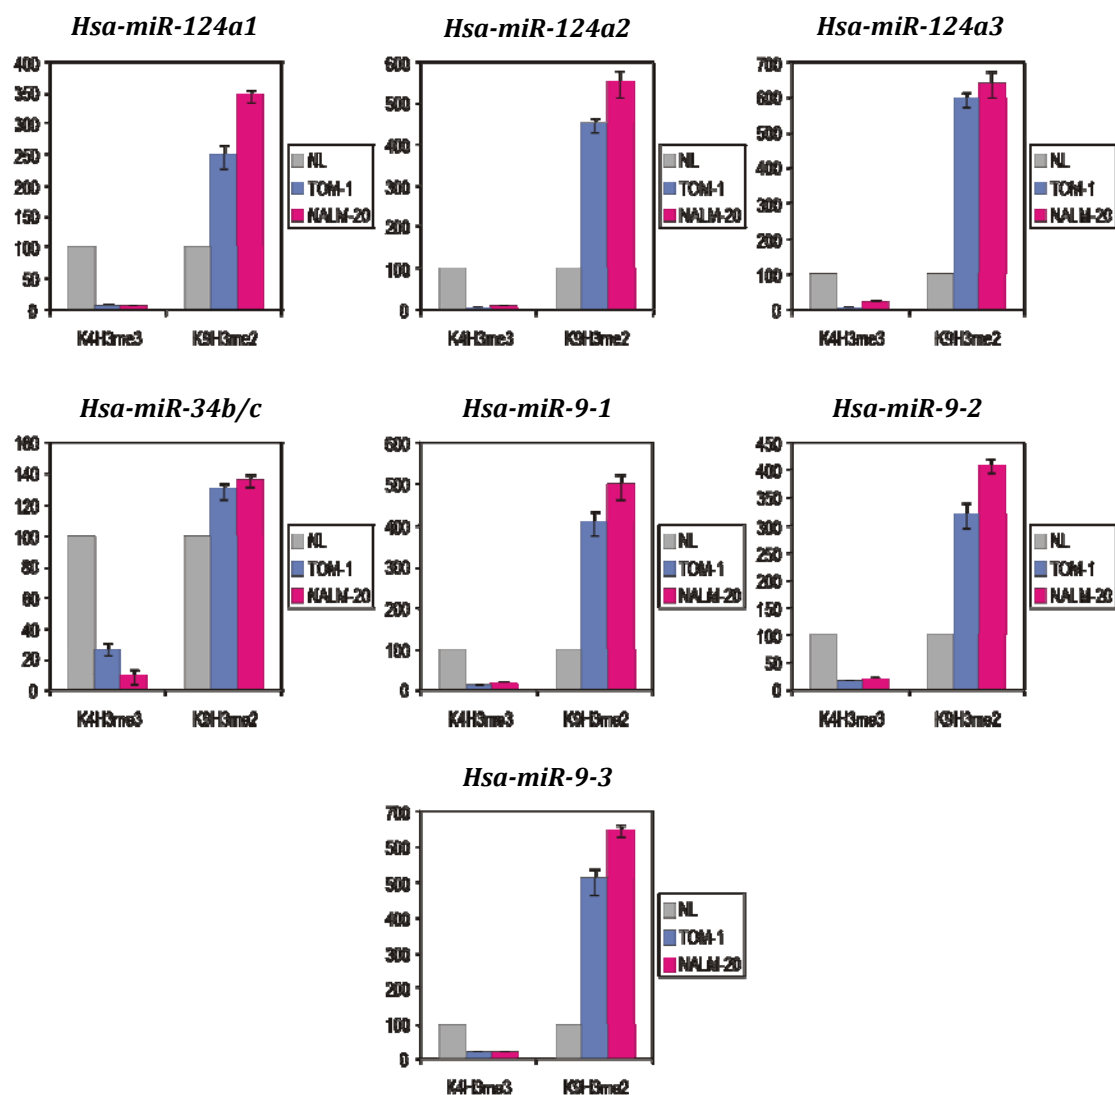 Hsa-miR-124a1
400
350
300
250
200
150
100
50
0
K4H3me3 K9H3me2
NL
TOM-1
NALM-20
Hsa-miR-124a2
600
500
400
300
200
100
0
K4H3me3 K9H3me2
NL
TOM-1
NALM-20
Hsa-miR-124a3
700
600
500
400
300
200
100
0
K4H3me3 K9H3me2
NL
TOM-1
NALM-20
Hsa-miR-34b/c
160
140
120
100
80
60
40
20
0
K4H3me3 K9H3me2
NL
TOM-1
NALM-20
Hsa-miR-9-1
600
500
400
300
200
100
0
K4H3me3 K9H3me2
NL
TOM-1
NALM-20
Hsa-miR-9-2
450
400
350
300
250
200
150
100
50
0
K4H3me3 K9H3me2
NL
TOM-1
NALM-20
Hsa-miR-9-3
700
600
500
400
300
200
100
0
K4H3me3 K9H3me2
NL
TOM-1
NALM-20